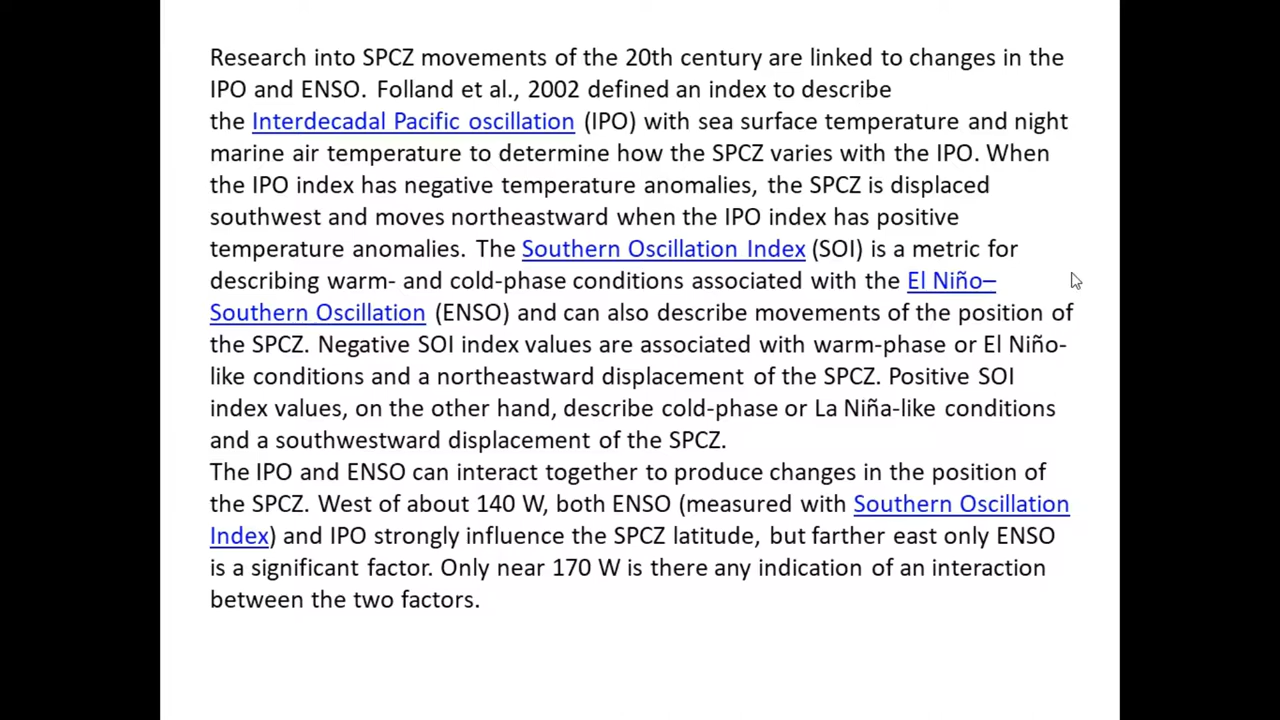 Research into SPCZ movements of the 20th century are linked to changes in the
IPO and ENSO. Folland et al., 2002 defined an index to describe
the Interdecadal Pacific oscillation (IPO) with sea surface temperature and night
marine air temperature to determine how the SPCZ varies with the IPO. When
the IPO index has negative temperature anomalies, the SPCZ is displaced
southwest and moves northeastward when the IPO index has positive
temperature anomalies. The Southern Oscillation Index (SOI) is a metric for
describing warm- and cold-phase conditions associated with the El Niño–
Southern Oscillation (ENSO) and can also describe movements of the position of
the SPCZ. Negative SOI index values are associated with warm-phase or El Niño-
like conditions and a northeastward displacement of the SPCZ. Positive SOI
index values, on the other hand, describe cold-phase or La Niña-like conditions
and a southwestward displacement of the SPCZ.
The IPO and ENSO can interact together to produce changes in the position of
the SPCZ. West of about 140 W, both ENSO (measured with Southern Oscillation
Index) and IPO strongly influence the SPCZ latitude, but farther east only ENSO
is a significant factor. Only near 170 W is there any indication of an interaction
between the two factors.